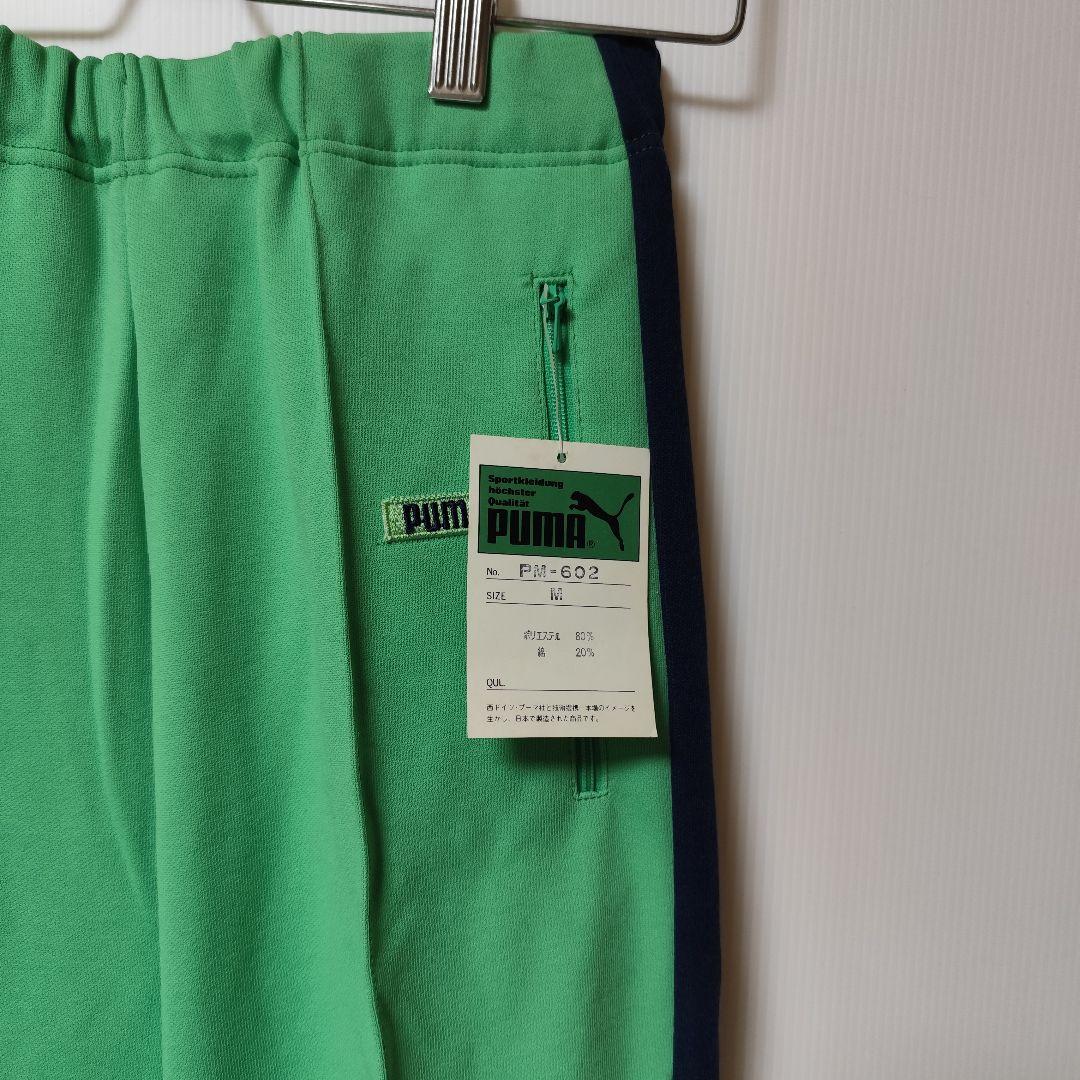 PUM
Sportkleidung
höchster
Qualität
PUMA®
No. PM-602
SIZE M
ポリエステル 80%
綿 20%
QUL.
西ドイツ・プーマ社と技術提携、本場のイメージを
生かし、日本で製造された商品です。